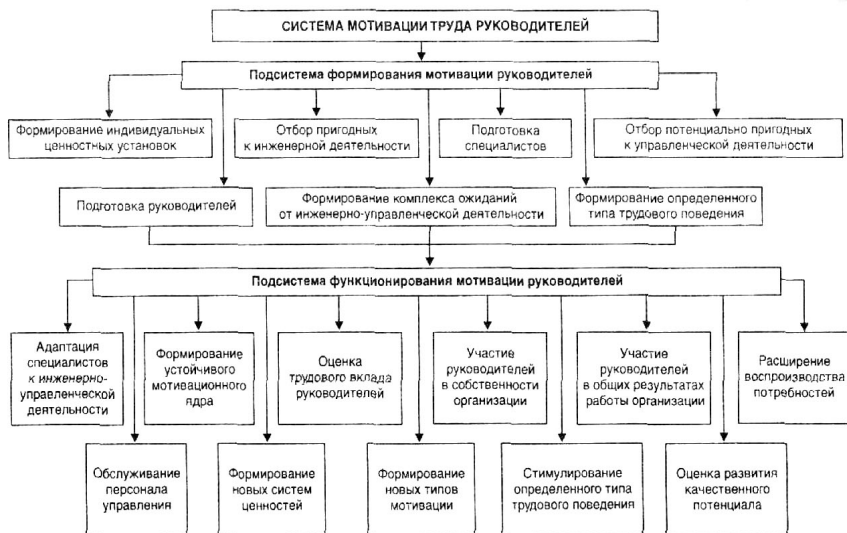 СИСТЕМА МОТИВАЦИИ ТРУДА РУКОВОДИТЕЛЕЙ
Подсистема формирования мотивации руководителей
Формирование индивидуальных
ценностных установок
Отбор пригодных
к инженерной деятельности
Подготовка
специалистов
Отбор потенциально пригодных
к управленческой деятельности
Подготовка руководителей
Формирование комплекса ожиданий
от инженерно-управленческой деятельности
Формирование определенного
типа трудового поведения
Подсистема функционирования мотивации руководителей
Адаптация
специалистов
к инженерно-
управленческой
деятельности
Формирование
устойчивого
мотивационного
ядра
Оценка
трудового вклада
руководителей
Участие
руководителей
в собственности
организации
Участие
руководителей
в общих результатах
работы организации
Расширение
воспроизводства
потребностей
Обслуживание
персонала
управления
Формирование
новых систем
ценностей
Формирование
новых типов
мотивации
Стимулирование
определенного типа
трудового поведения
Оценка развития
качественного
потенциала